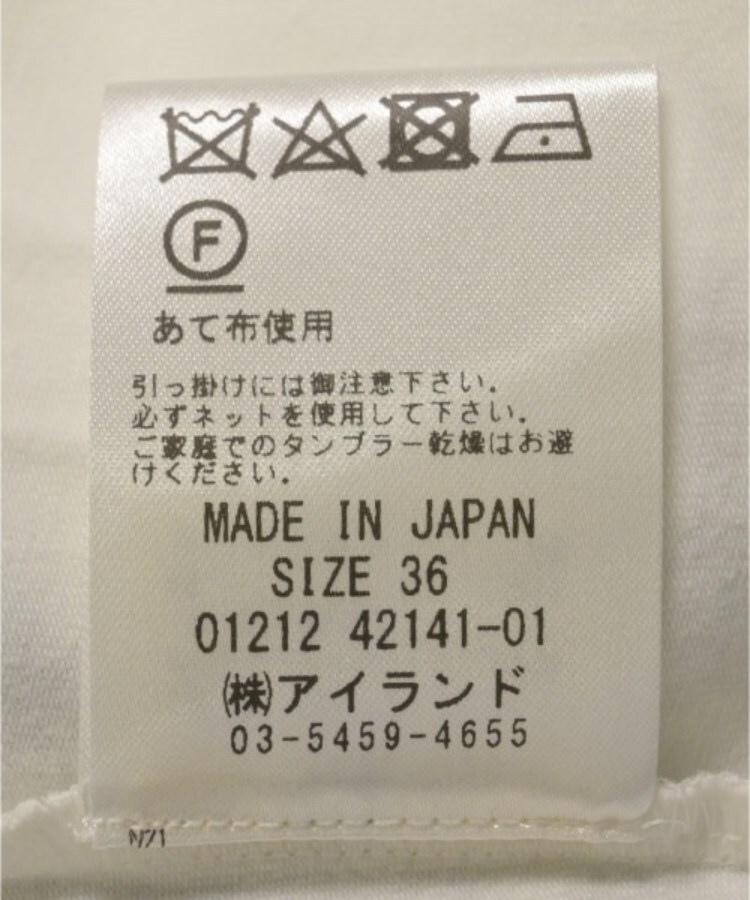 F
あて布使用
引っ掛けには御注意下さい。
必ずネットを使用して下さい。
ご家庭でのタンブラー乾燥はお避
けください。
MADE IN JAPAN
SIZE 36
01212 42141-01
㈱アイランド
03-5459-4655